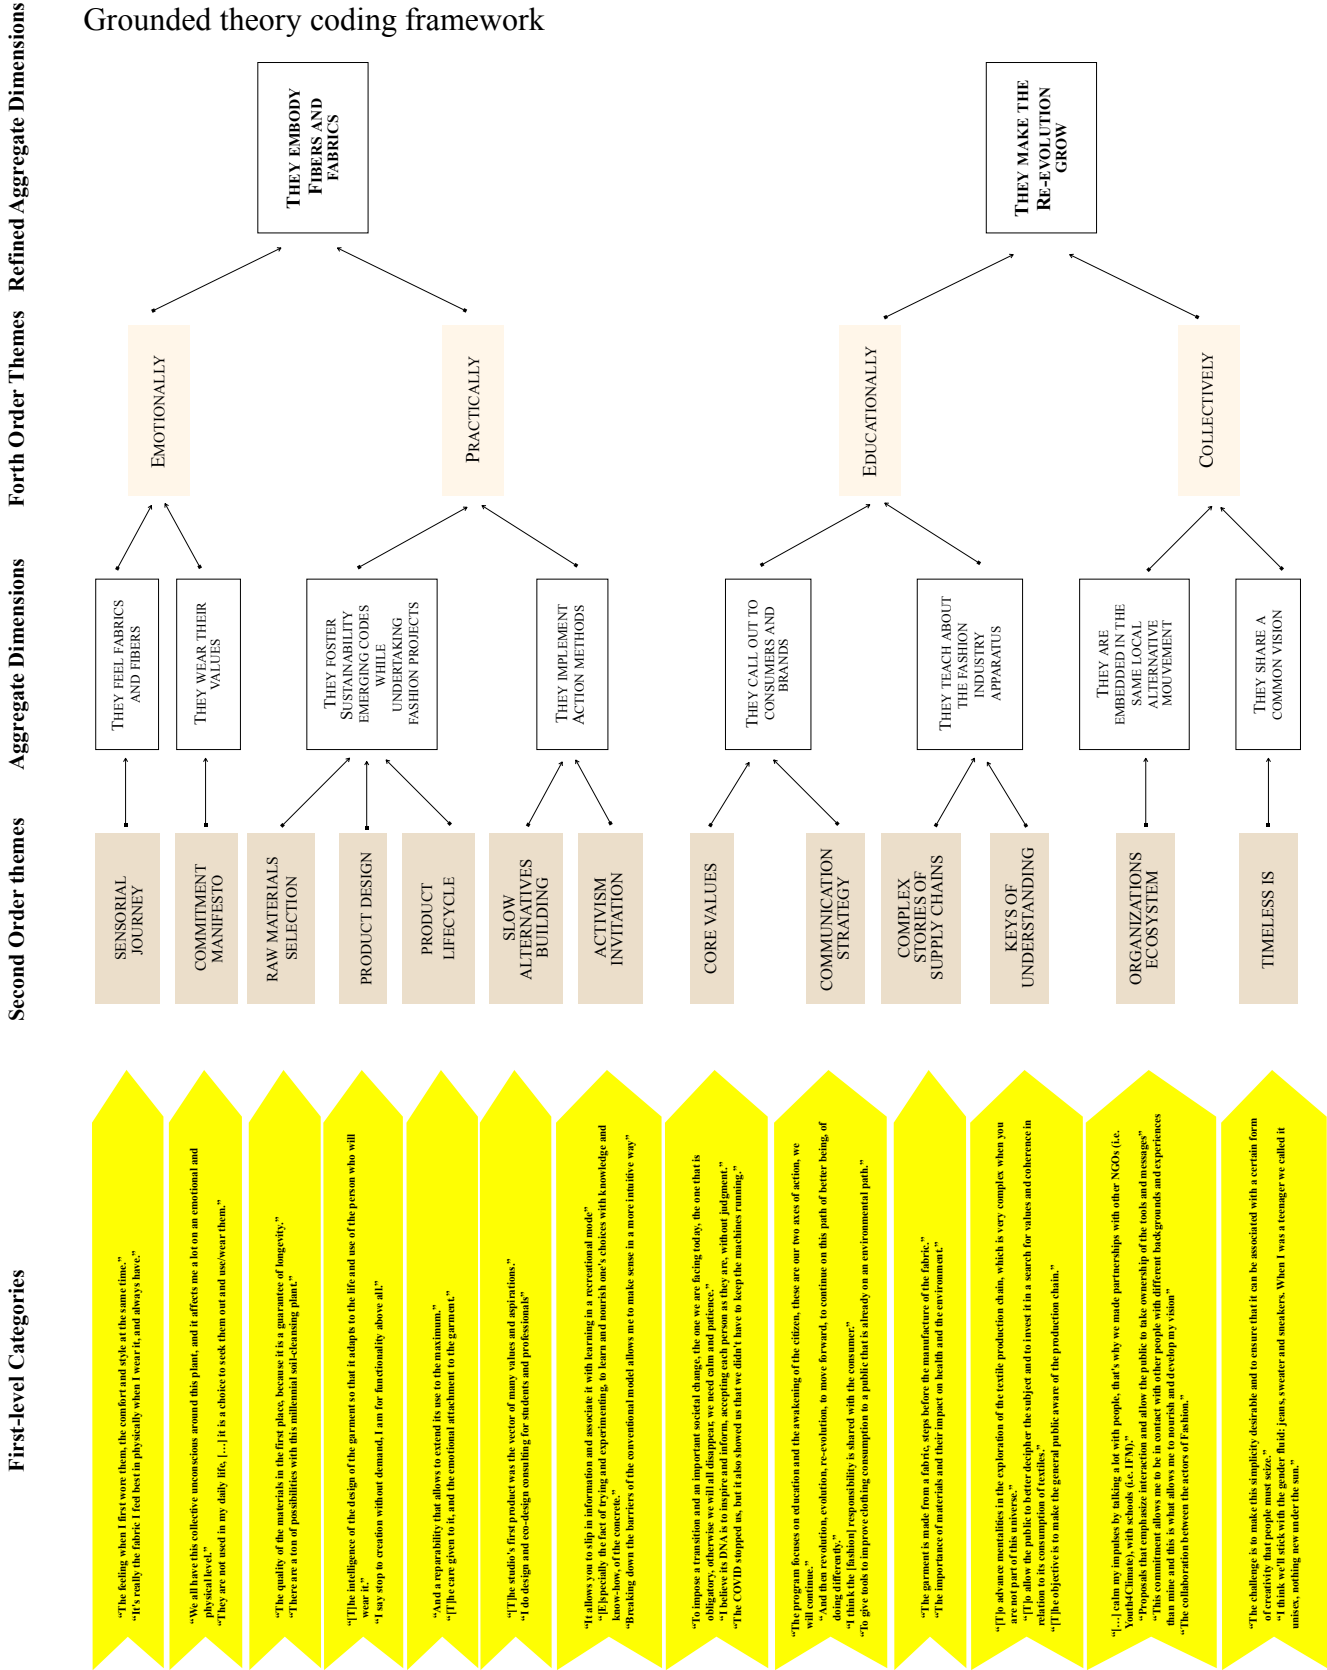 Grounded theory coding framework
First-level Categories
Second Order themes
Aggregate Dimensions
Forth Order Themes
Refined Aggregate Dimensions
“The feeling when I first wore them, the comfort and style at the same time.”
“It’s really the fabric I feel best in physically when I wear it, and always have.”
“We all have this collective unconscious around this plant, and it affects me a lot on an emotional and
physical level.”
“They are not used in my daily life, […] it is a choice to seek them out and use/wear them.”
“The quality of the materials in the first place, because it is a guarantee of longevity.”
“There are a ton of possibilities with this millennial soil-cleansing plant.”
“[T]he intelligence of the design of the garment so that it adapts to the life and use of the person who will
wear it.”
“I say stop to creation without demand, I am for functionality above all.”
“And a reparability that allows to extend its use to the maximum.”
“[T]he care given to it, and the emotional attachment to the garment.”
“[T]he studio’s first product was the vector of many values and aspirations.”
“I do design and eco-design consulting for students and professionals”
“It allows you to slip in information and associate it with learning in a recreational mode”
“[E]specially the fact of trying and experimenting, to learn and nourish one’s choices with knowledge and
know-how, of the concrete.”
“Breaking down the barriers of the conventional model allows me to make sense in a more intuitive way”
“To impose a transition and an important societal change, the one we are facing today, the one that is
obligatory, otherwise we will all disappear, we need calm and patience.”
“I believe its DNA is to inspire and inform, accepting each person as they are, without judgment.”
“The COVID stopped us, but it also showed us that we didn’t have to keep the machines running.”
“The program focuses on education and the awakening of the citizen, these are our two axes of action, we
will continue.”
“And then revolution, evolution, re-evolution, to move forward, to continue on this path of better being, of
doing differently.”
“I think the [fashion] responsibility is shared with the consumer.”
“To give tools to improve clothing consumption to a public that is already on an environmental path.”
“The garment is made from a fabric, steps before the manufacture of the fabric.”
“The importance of materials and their impact on health and the environment.”
“[T]o advance mentalities in the exploration of the textile production chain, which is very complex when you
are not part of this universe.”
“[T]o allow the public to better decipher the subject and to invest it in a search for values and coherence in
relation to its consumption of textiles.”
“[T]he objective is to make the general public aware of the production chain.”
“[…] calm my impulses by talking a lot with people, that’s why we made partnerships with other NGOs (i.e.
Youth4Climate), with schools (i.e. IFM).”
“Proposals that emphasize interaction and allow the public to take ownership of the tools and messages”
“This commitment allows me to be in contact with other people with different backgrounds and experiences
than mine and this is what allows me to nourish and develop my vision”
“The collaboration between the actors of Fashion.”
“The challenge is to make this simplicity desirable and to ensure that it can be associated with a certain form
of creativity that people must seize.”
“I think we’ll stick with the gender fluid: jeans, sweater and sneakers. When I was a teenager we called it
unisex, nothing new under the sun.”
SENSORIAL
JOURNEY
COMMITMENT
MANIFESTO
RAW MATERIALS
SELECTION
PRODUCT DESIGN
PRODUCT
LIFECYCLE
SLOW
ALTERNATIVES
BUILDING
ACTIVISM
INVITATION
CORE VALUES
COMMUNICATION
STRATEGY
COMPLEX
STORIES OF
SUPPLY CHAINS
KEYS OF
UNDERSTANDING
ORGANIZATIONS
ECOSYSTEM
TIMELESS IS
THEY FEEL FABRICS
AND FIBERS
THEY WEAR THEIR
VALUES
THEY FOSTER
SUSTAINABILITY
EMERGING CODES
WHILE
UNDERTAKING
FASHION PROJECTS
THEY IMPLEMENT
ACTION METHODS
THEY CALL OUT TO
CONSUMERS AND
BRANDS
THEY TEACH ABOUT
THE FASHION
INDUSTRY
APPARATUS
THEY ARE
EMBEDDED IN THE
SAME LOCAL
ALTERNATIVE
MOUVEMENT
THEY SHARE A
COMMON VISION
EMOTIONALLY
PRACTICALLY
EDUCATIONALLY
COLLECTIVELY
THEY EMBODY
FIBERS AND
FABRICS
THEY MAKE THE
RE-EVOLUTION
GROW